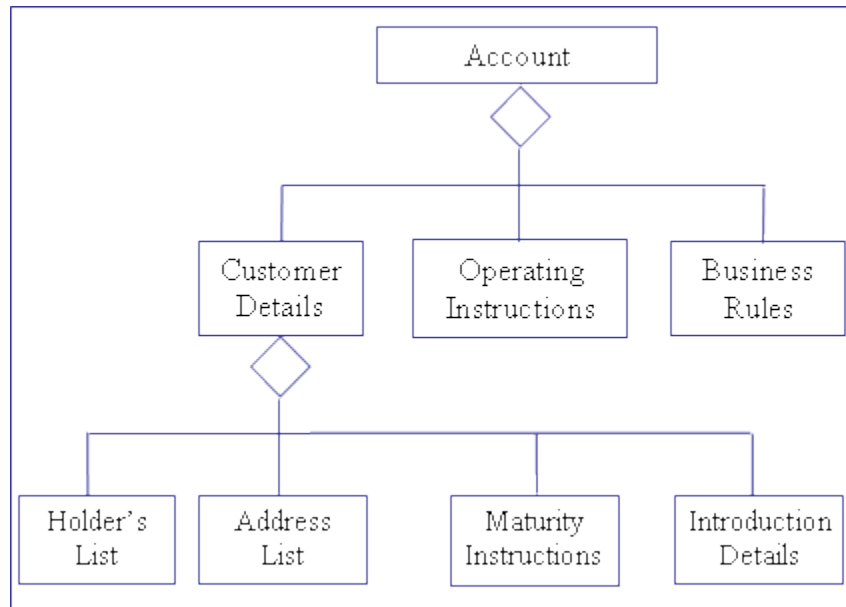 Account
Customer
Details
Operating
Instructions
Business
Rules
Holder's
List
Address
List
Maturity
Instructions
Introduction
Details